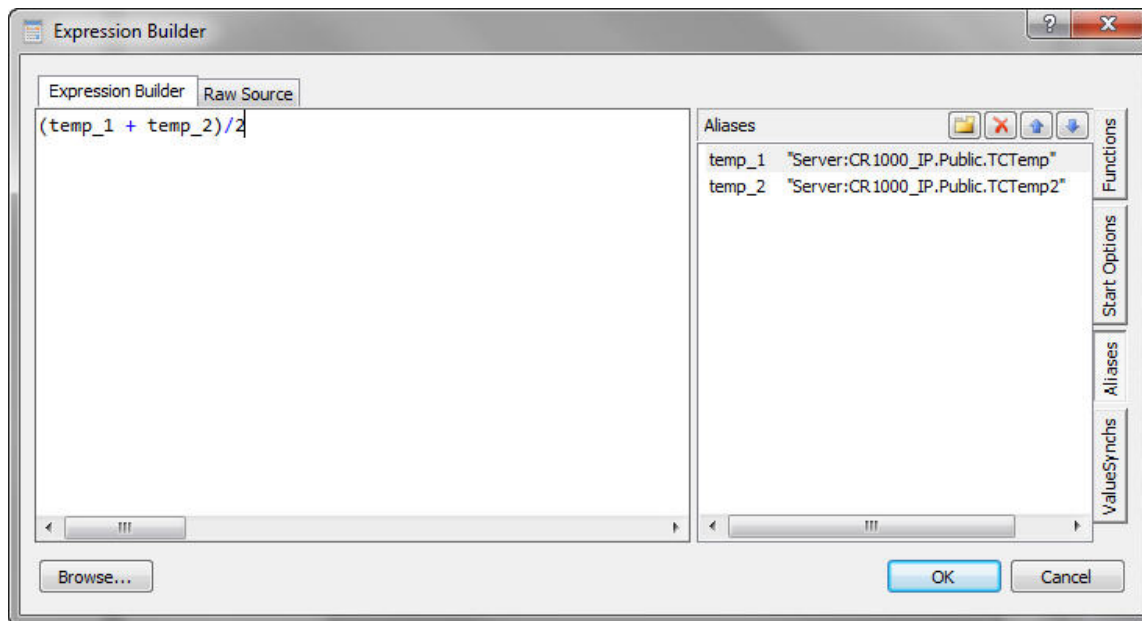 Expression Builder
Expression Builder
Raw Source
(temp_1 + temp_2)/2
Aliases
temp_1 "Server:CR1000_IP.Public.TCTemp"
temp_2 "Server:CR1000_IP.Public.TCTemp2"
Functions
Start Options
Aliases
ValueSynchs
Browse...
OK
Cancel